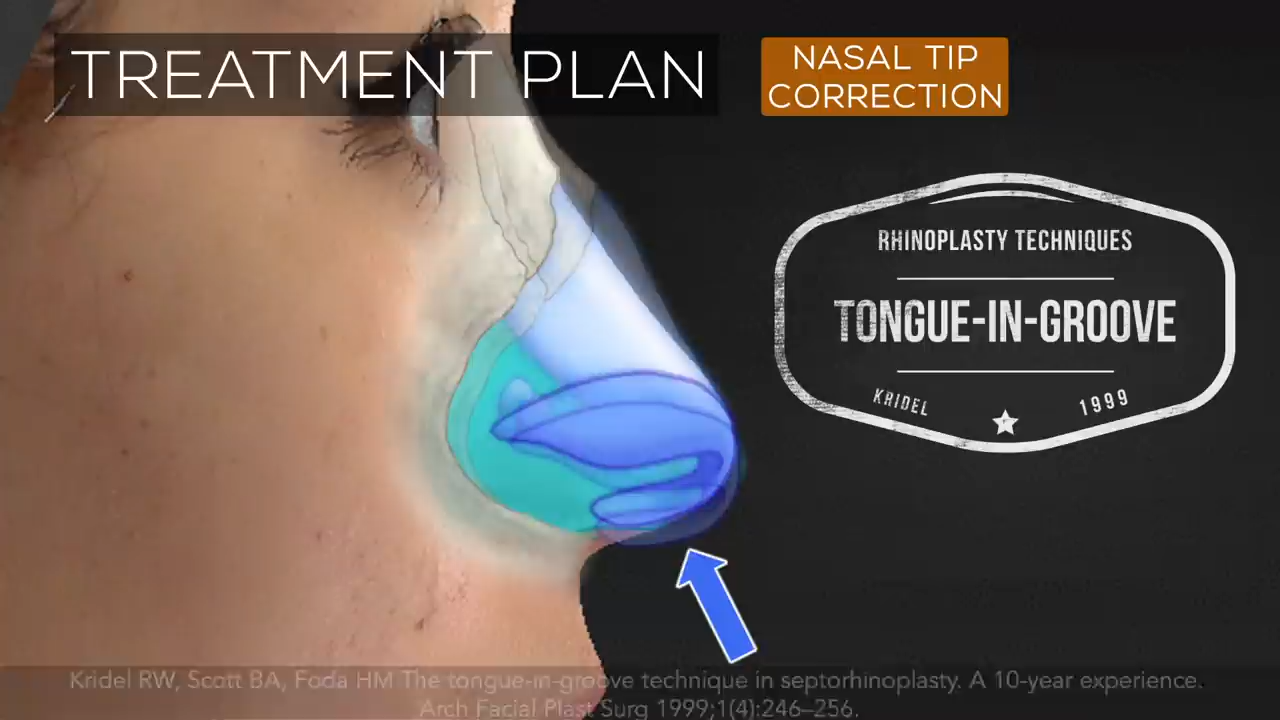 TREATMENT PLAN
NASAL TIP
CORRECTION
RHINOPLASTY TECHNIQUES
TONGUE-IN-GROOVE
KRIDEL
1999
Kridel RW, Scott BA, Foda HM The tongue-in-groove technique in septorhinoplasty. A 10-year experience.
Arch Facial Plast Surg 1999;1(4):246–256.